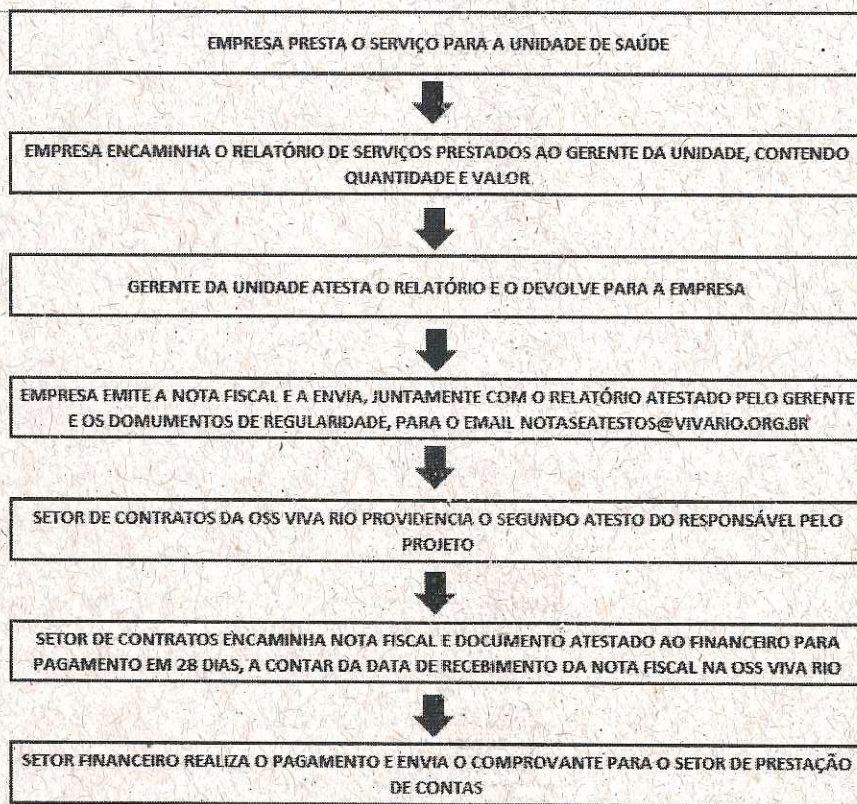 EMPRESA PRESTA O SERVIÇO PARA A UNIDADE DE SAÚDE
EMPRESA ENCAMINHA O RELATÓRIO DE SERVIÇOS PRESTADOS AO GERENTE DA UNIDADE, CONTENDO
QUANTIDADE E VALOR
GERENTE DA UNIDADE ATESTA O RELATÓRIO E O DEVOLVE PARA A EMPRESA
EMPRESA EMITE A NOTA FISCAL E A ENVIA, JUNTAMENTE COM O RELATÓRIO ATESTADO PELO GERENTE
E OS DOMUMENTOS DE REGULARIDADE, PARA O EMAIL NOTASEATESTOS@VIVARIO.ORG.BR
SETOR DE CONTRATOS DA OSS VIVA RIO PROVIDENCIA O SEGUNDO ATESTO DO RESPONSÁVEL PELO
PROJETO
SETOR DE CONTRATOS ENCAMINHA NOTA FISCAL E DOCUMENTO ATESTADO AO FINANCEIRO PARA
PAGAMENTO EM 28 DIAS, A CONTAR DA DATA DE RECEBIMENTO DA NOTA FISCAL NA OSS VIVA RIO
SETOR FINANCEIRO REALIZA O PAGAMENTO E ENVIA O COMPROVANTE PARA O SETOR DE PRESTAÇÃO
DE CONTAS